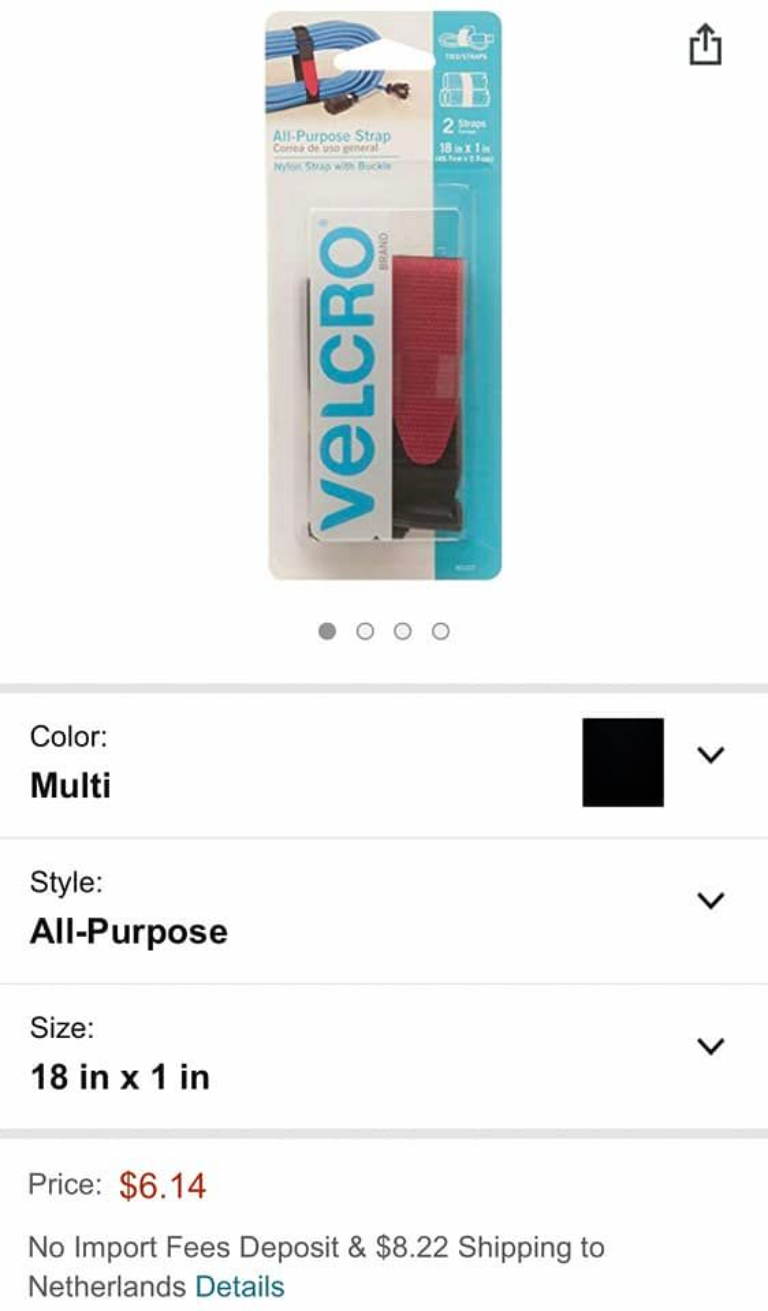 TIES/STRAPS
All-Purpose Strap
Correa de uso general
Nylon Strap with Buckle
2 Straps
18 in x 1 in
VELCRO®
BRAND
Color:
Multi
Style:
All-Purpose
Size:
18 in x 1 in
Price: $6.14
No Import Fees Deposit & $8.22 Shipping to
Netherlands Details